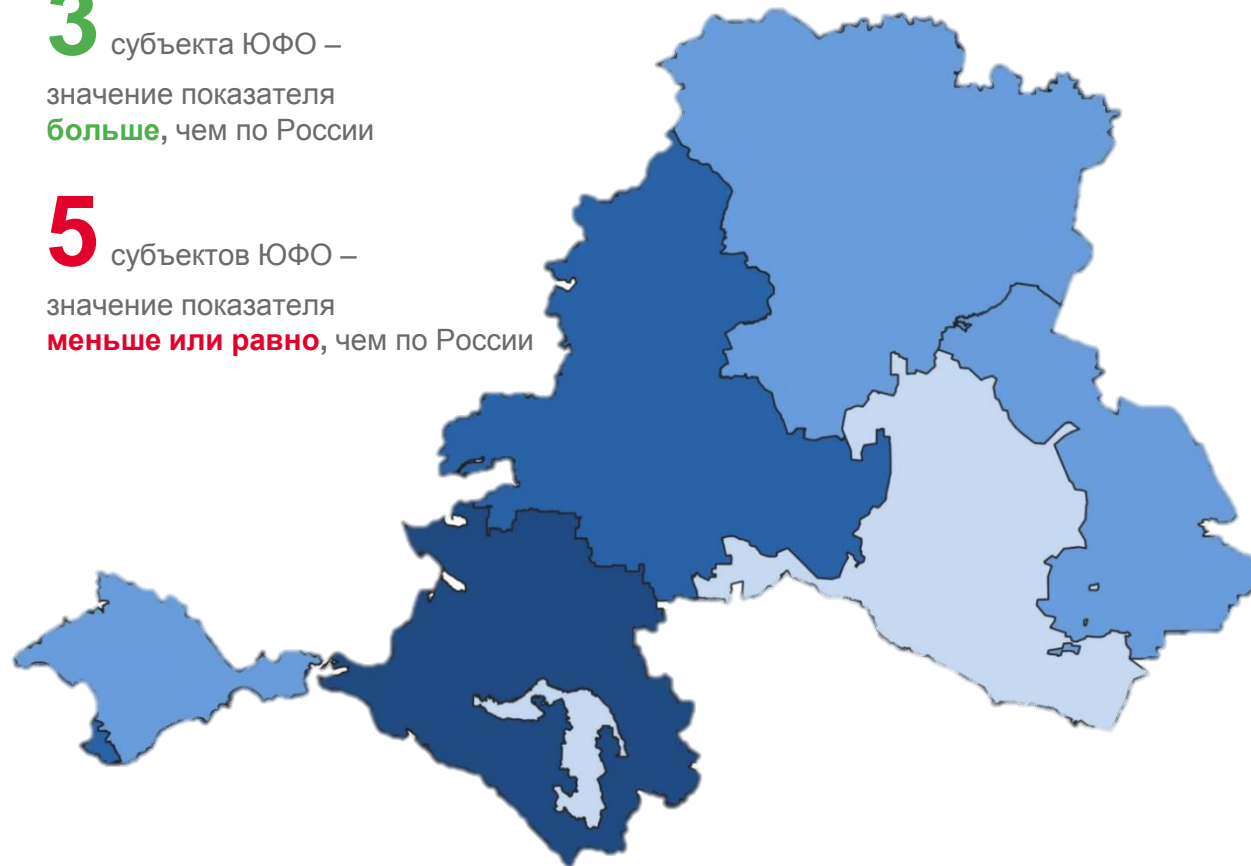 3 субъекта ЮФО –
значение показателя
больше, чем по России
5 субъектов ЮФО –
значение показателя
меньше или равно, чем по России